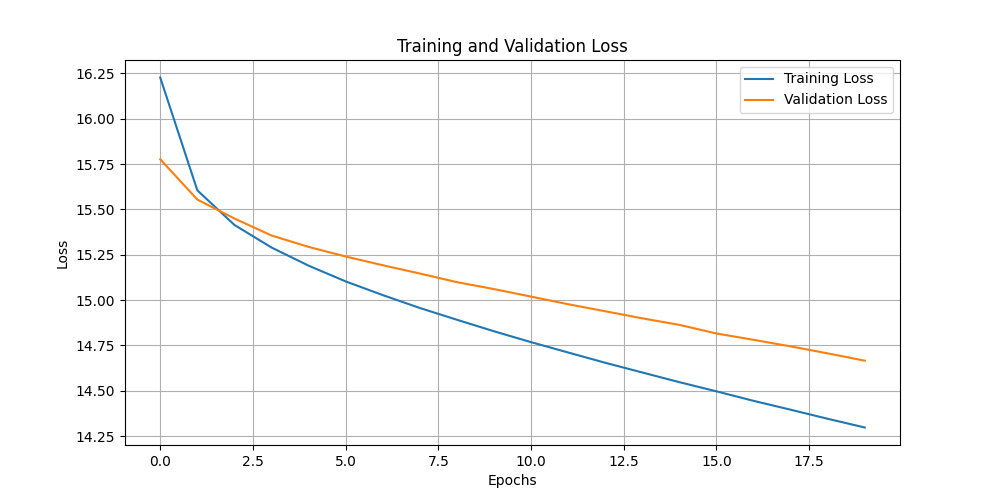 Training and Validation Loss
Training Loss
Validation Loss
16.25
16.00
15.75
15.50
15.25
15.00
14.75
14.50
14.25
Loss
0.0 2.5 5.0 7.5 10.0 12.5 15.0 17.5
Epochs